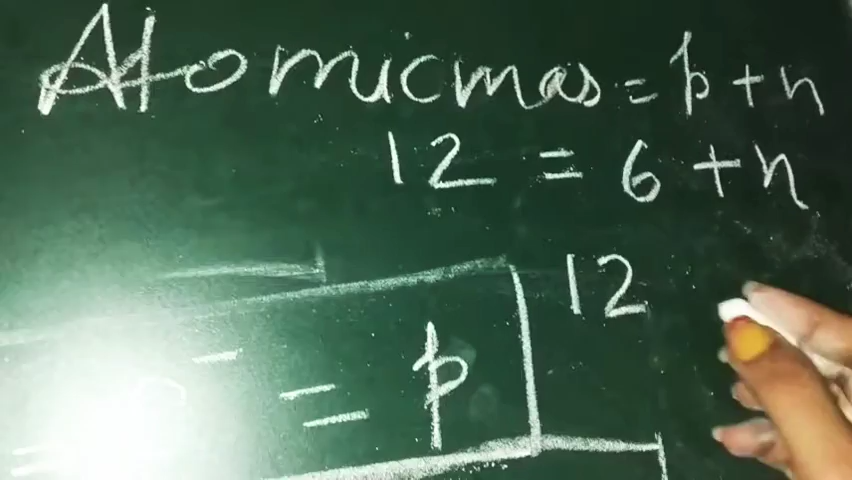 Atomicmas = p + n
12 = 6 + n
12
- = p